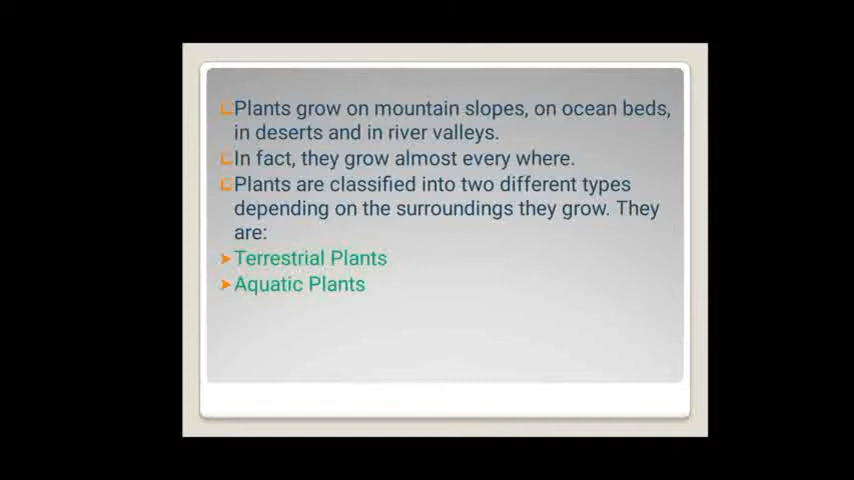 Plants grow on mountain slopes, on ocean beds,
in deserts and in river valleys.
In fact, they grow almost every where.
Plants are classified into two different types
depending on the surroundings they grow. They
are:
Terrestrial Plants
Aquatic Plants